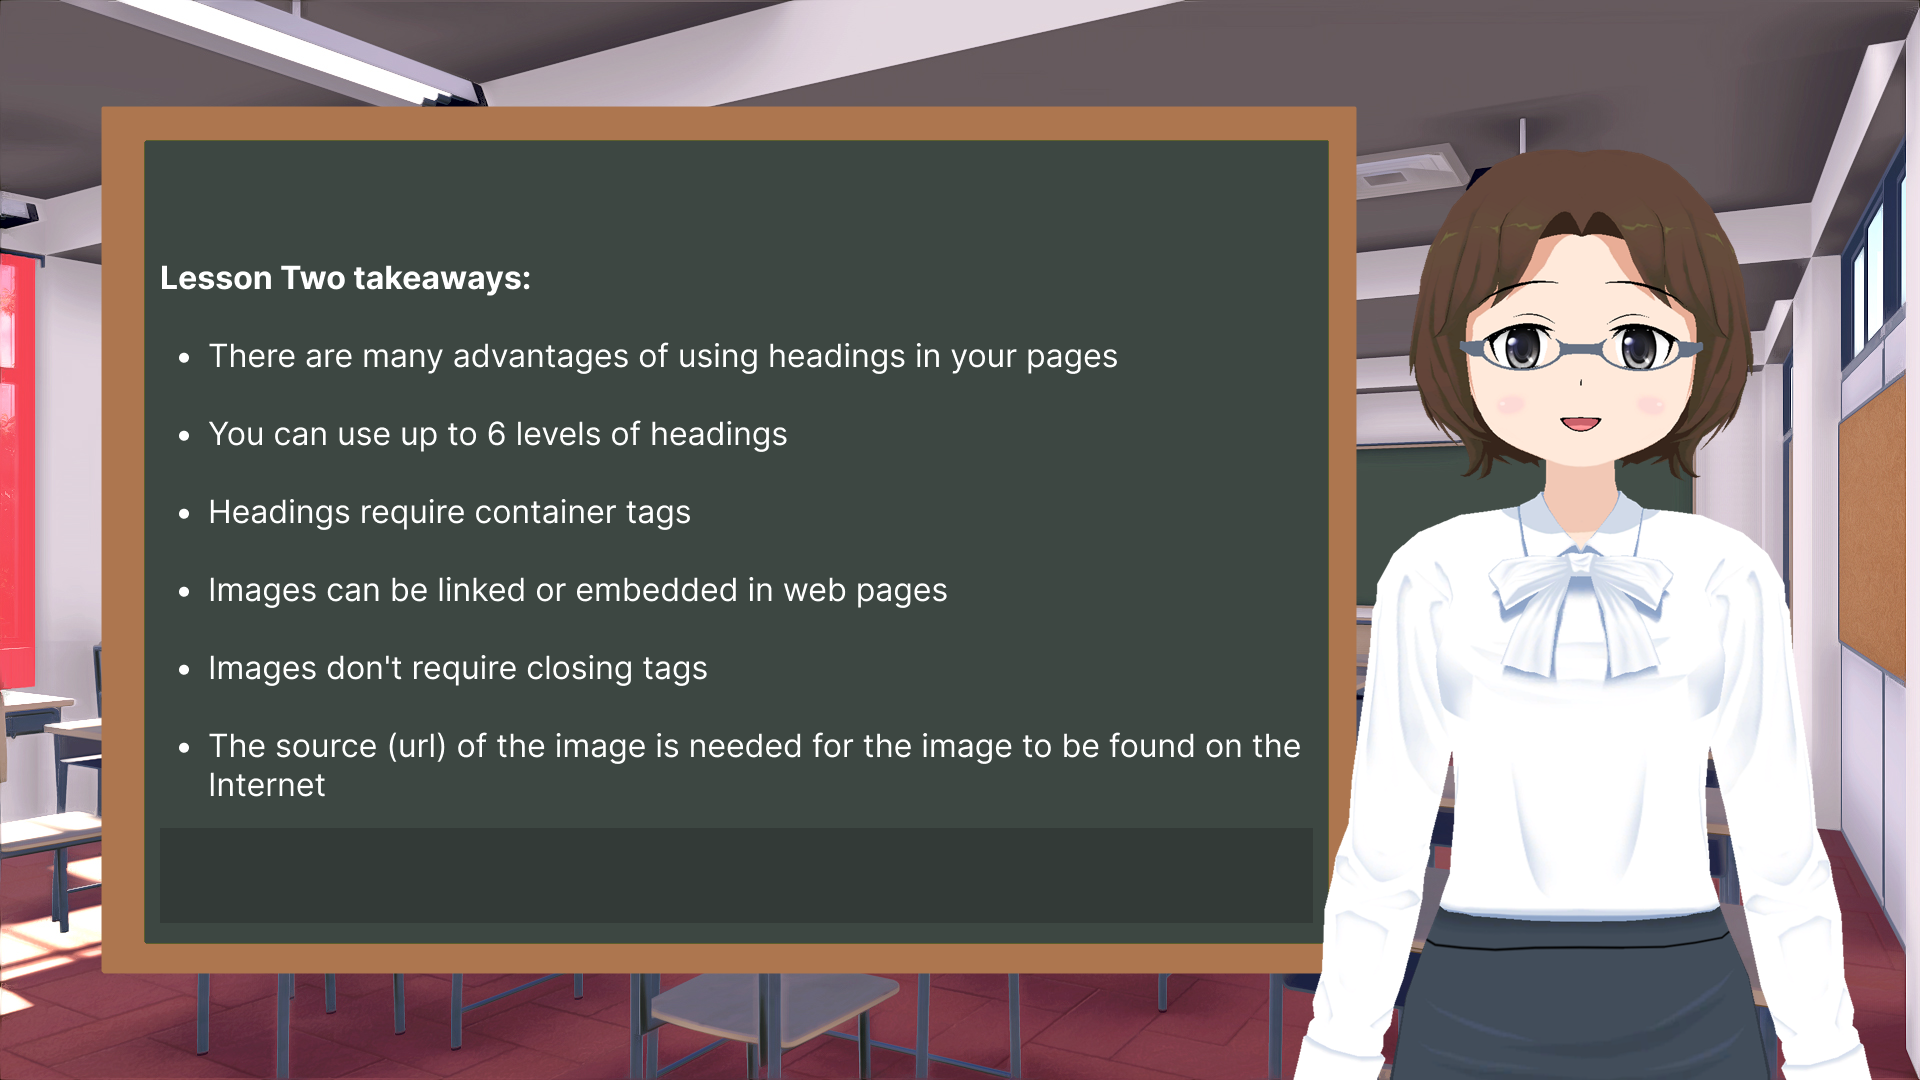 Lesson Two takeaways:
• There are many advantages of using headings in your pages
• You can use up to 6 levels of headings
• Headings require container tags
• Images can be linked or embedded in web pages
• Images don't require closing tags
• The source (url) of the image is needed for the image to be found on the
Internet